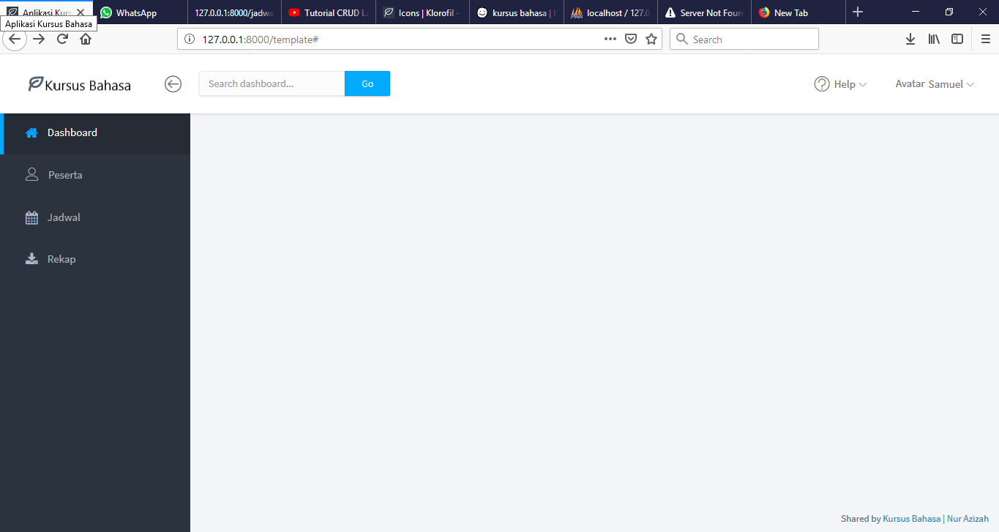 Aplikasi Kurs
WhatsApp
127.0.0.1:8000/jadwa
Tutorial CRUD La
Icons | Klorofil -
kursus bahasa |
localhost / 127.0
Server Not Foun
New Tab
Aplikasi Kursus Bahasa
127.0.0.1:8000/template#
Search
Kursus Bahasa
Search dashboard...
Go
Help
Avatar Samuel
Dashboard
Peserta
Jadwal
Rekap
Shared by Kursus Bahasa | Nur Azizah